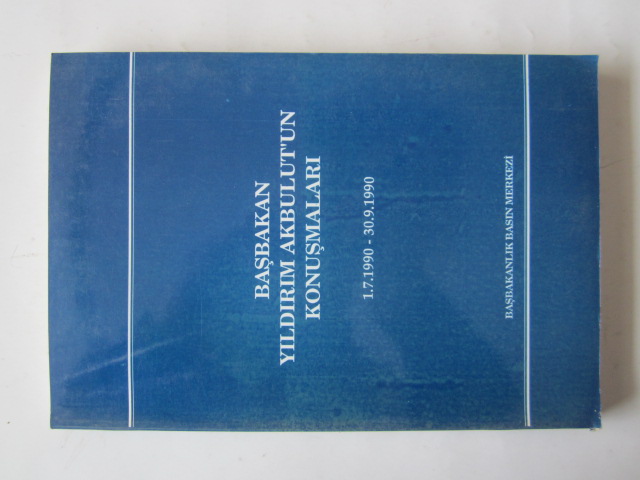 BAŞBAKAN
YILDIRIM AKBULUT'UN
KONUŞMALARI
1.7.1990 - 30.9.1990
BAŞBAKANLIK BASIN MERKEZİ